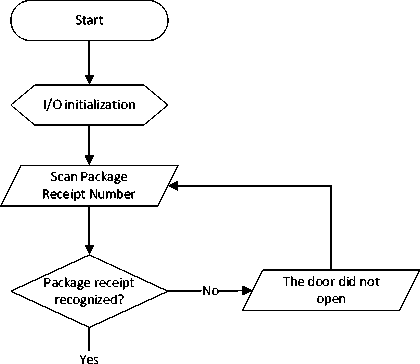 Start
I/O initialization
Scan Package
Receipt Number
Package receipt
recognized?
No
The door did not
open
Yes